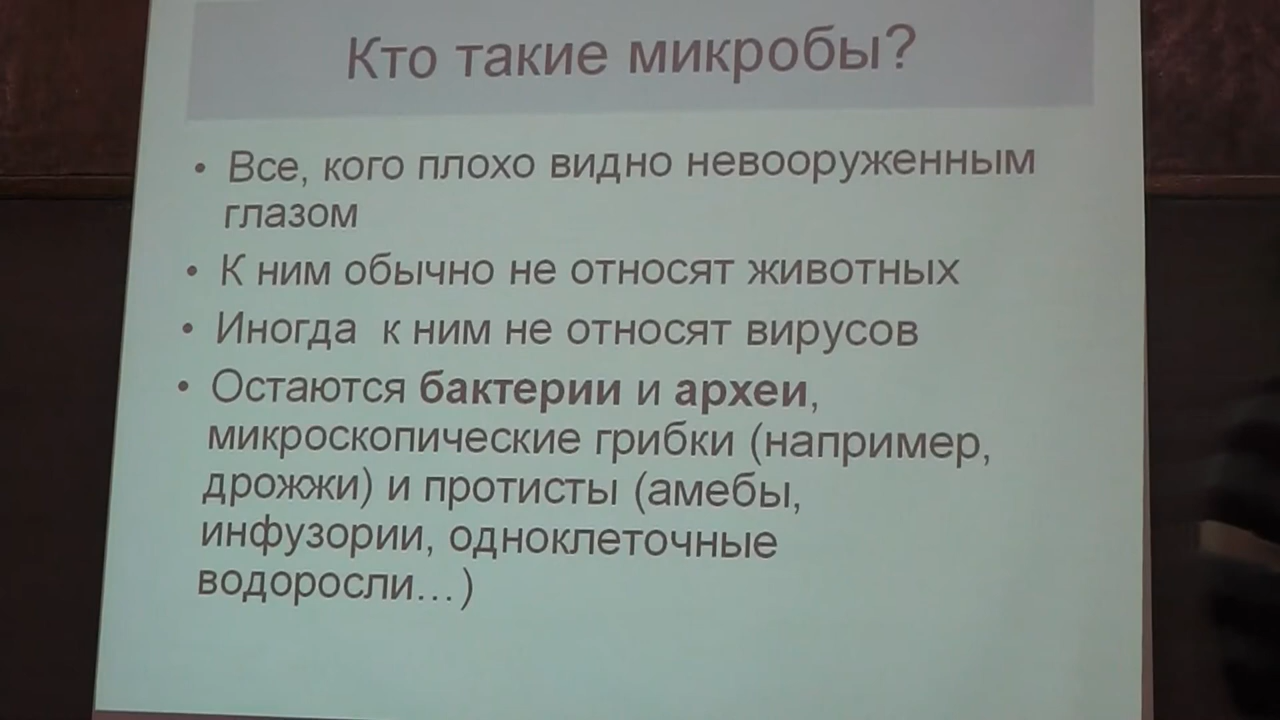 Кто такие микробы?
• Все, кого плохо видно невооруженным
глазом
• К ним обычно не относят животных
• Иногда к ним не относят вирусов
• Остаются бактерии и археи,
микроскопические грибки (например,
дрожжи) и протисты (амебы,
инфузории, одноклеточные
водоросли…)